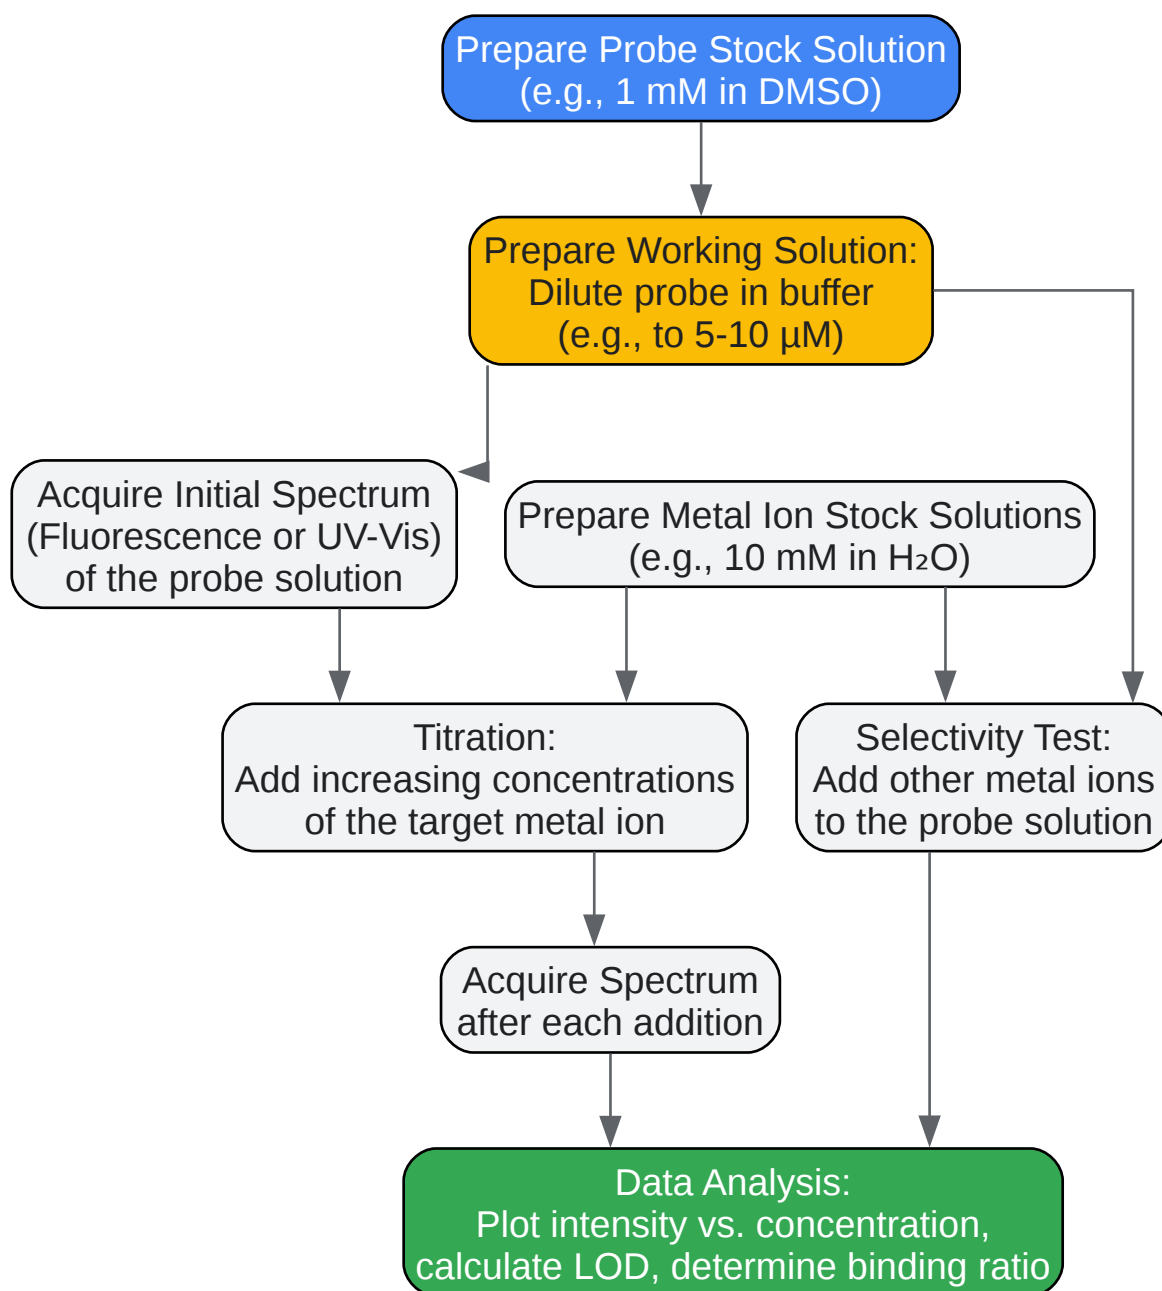 Prepare Probe Stock Solution
(e.g., 1 mM in DMSO)
Prepare Working Solution:
Dilute probe in buffer
(e.g., to 5-10 µM)
Acquire Initial Spectrum
(Fluorescence or UV-Vis)
of the probe solution
Prepare Metal Ion Stock Solutions
(e.g., 10 mM in H₂O)
Titration:
Add increasing concentrations
of the target metal ion
Selectivity Test:
Add other metal ions
to the probe solution
Acquire Spectrum
after each addition
Data Analysis:
Plot intensity vs. concentration,
calculate LOD, determine binding ratio